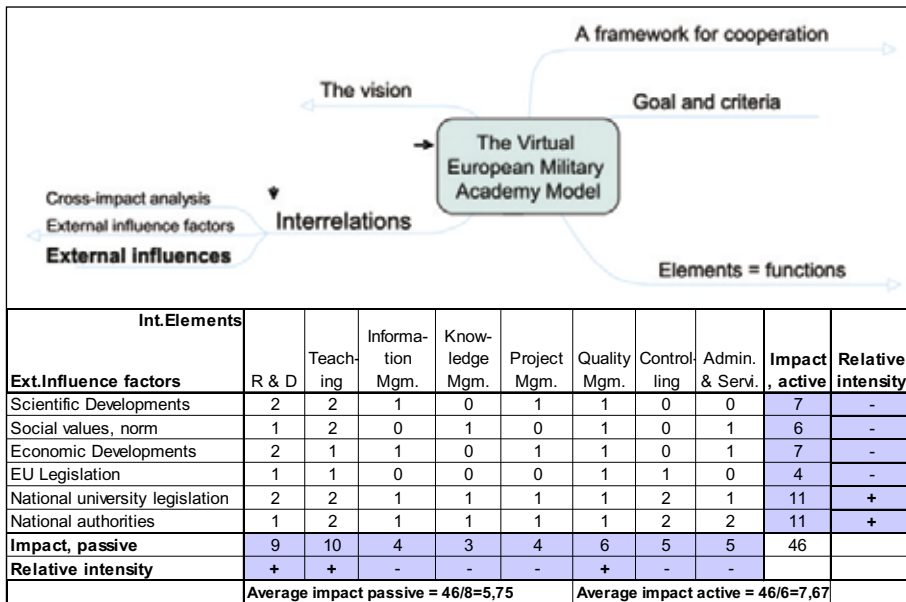 A framework for cooperation
The vision
Goal and criteria
The Virtual
European Military
Academy Model
Cross-impact analysis
External influence factors
External influences
Interrelations
Elements = functions
Int.Elements
Ext.Influence factors
R & D
Teach-
ing
Informa-
tion
Mgm.
Know-
ledge
Mgm.
Project
Mgm.
Quality
Mgm.
Control-
ling
Admin.
& Servi.
Impact
, active
Relative
intensity
Scientific Developments 2 2 1 0 1 1 0 0 7 -
Social values, norm 1 2 0 1 0 1 0 1 6 -
Economic Developments 2 1 1 0 1 1 0 1 7 -
EU Legislation 1 1 0 0 0 1 1 0 4 -
National university legislation 2 2 1 1 1 1 2 1 11 +
National authorities 1 2 1 1 1 1 2 2 11 +
Impact, passive 9 10 4 3 4 6 5 5 46
Relative intensity + + - - - + - -
Average impact passive = 46/8=5,75 Average impact active = 46/6=7,67